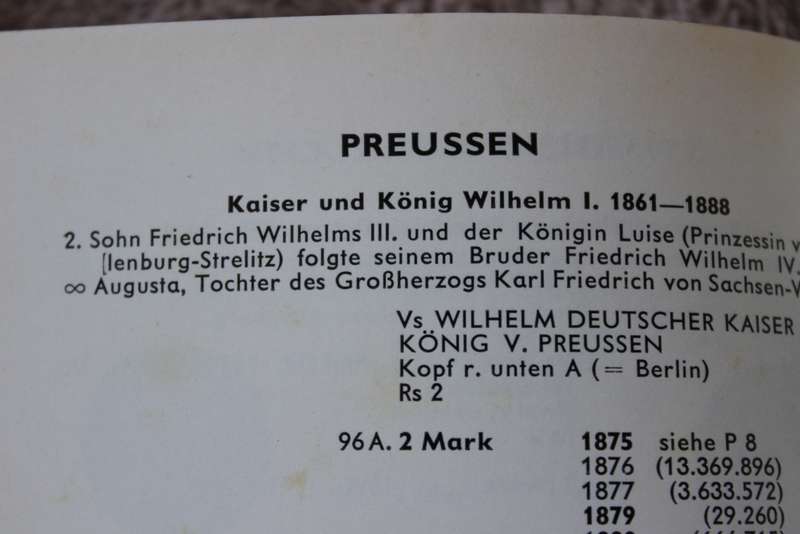 PREUSSEN
Kaiser und König Wilhelm I. 1861—1888
2. Sohn Friedrich Wilhelms III. und der Königin Luise (Prinzessin
[lenburg-Strelitz) folgte seinem Bruder Friedrich Wilhelm IV.
∞ Augusta, Tochter des Großherzogs Karl Friedrich von Sachsen-
Vs WILHELM DEUTSCHER KAISER
KÖNIG V. PREUSSEN
Kopf r. unten A (= Berlin)
Rs 2
96 A. 2 Mark 1875 siehe P 8
1876 (13.369.896)
1877 (3.633.572)
1879 (29.260)